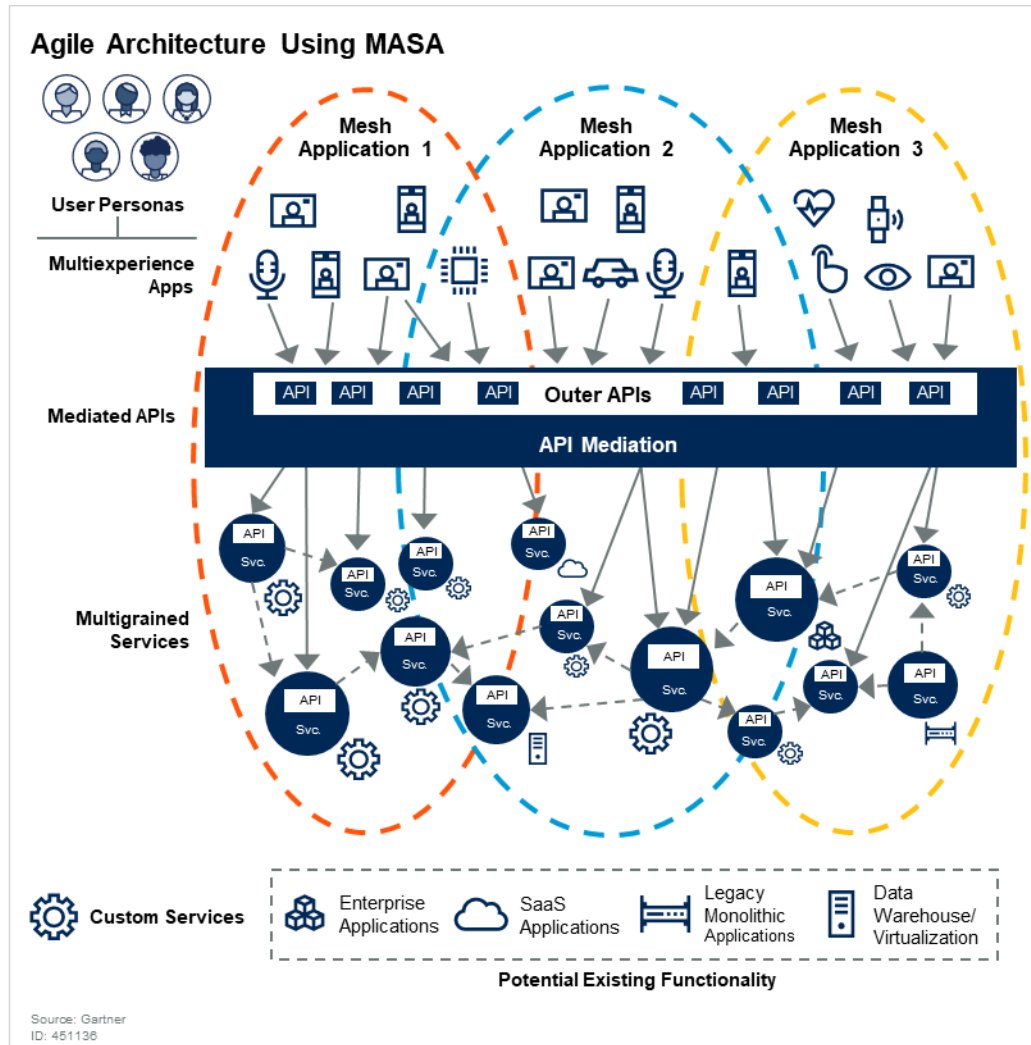 Agile Architecture Using MASA
Mesh
Application 1
Mesh
Application 2
Mesh
Application 3
User Personas
Multiexperience
Apps
Mediated APIs
API
API
API
API
Outer APIs
API
API
API
API
API Mediation
Multigrained
Services
API
Svc.
API
Svc.
API
Svc.
API
Svc.
API
Svc.
API
Svc.
API
Svc.
API
Svc.
API
Svc.
API
Svc.
API
Svc.
API
Svc.
API
Svc.
API
Svc.
Custom Services
Enterprise
Applications
SaaS
Applications
Legacy
Monolithic
Applications
Data
Warehouse/
Virtualization
Potential Existing Functionality
Source: Gartner
ID: 451136